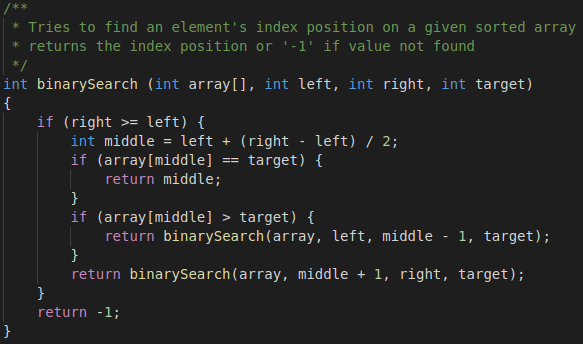 /**
 * Tries to find an element's index position on a given sorted array
 * returns the index position or '-1' if value not found
 */
int binarySearch (int array[], int left, int right, int target)
{
    if (right >= left) {
        int middle = left + (right - left) / 2;
        if (array[middle] == target) {
            return middle;
        }
        if (array[middle] > target) {
            return binarySearch(array, left, middle - 1, target);
        }
        return binarySearch(array, middle + 1, right, target);
    }
    return -1;
}